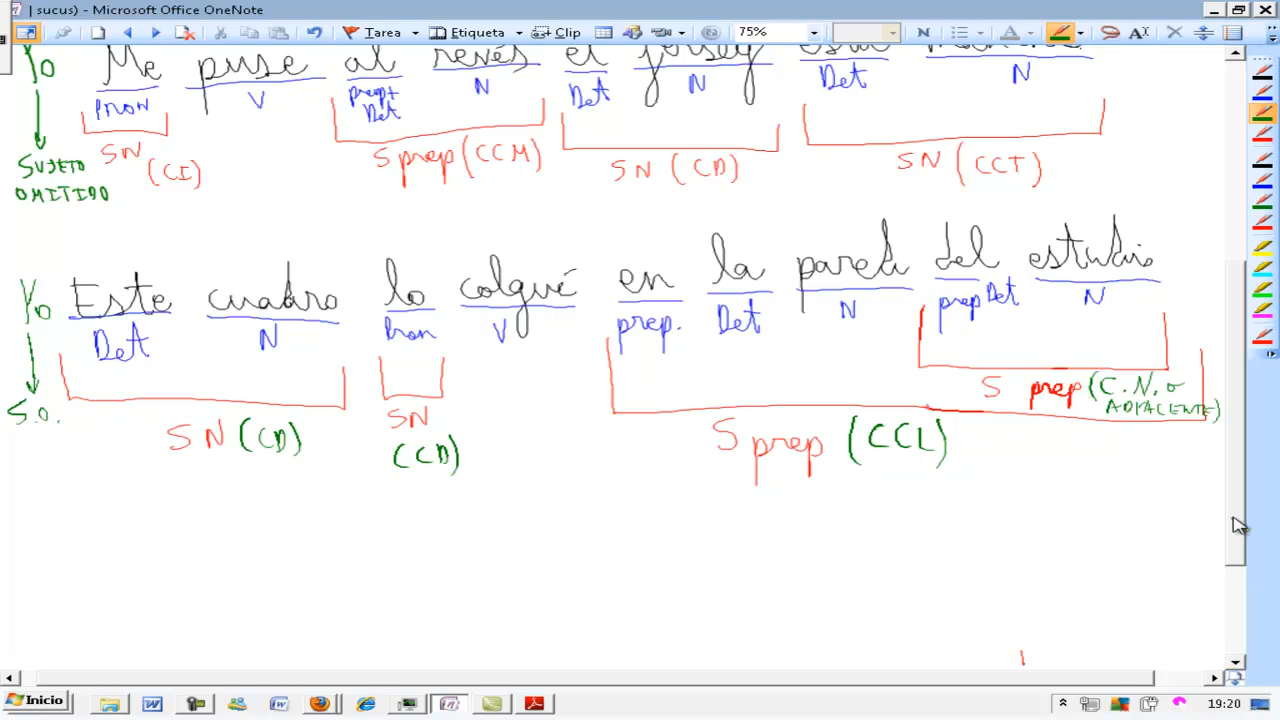 | sucus) - Microsoft Office OneNote
Tarea Etiqueta Clip 75% N A
Yo Me puse al revés el jersey
Pron V prep+ Det N Det N Det N
SUJETO OMITIDO
SN (CI) S prep (CCM) SN (CD) SN (CCT)
Yo Este cuadro lo colgué en la pared del estudio
Det N Pron V prep. Det N prep Det N
S.O.
S prep (C.N. o ADYACENTE)
SN (CD) SN (CD) S prep (CCL)
Inicio 19:20